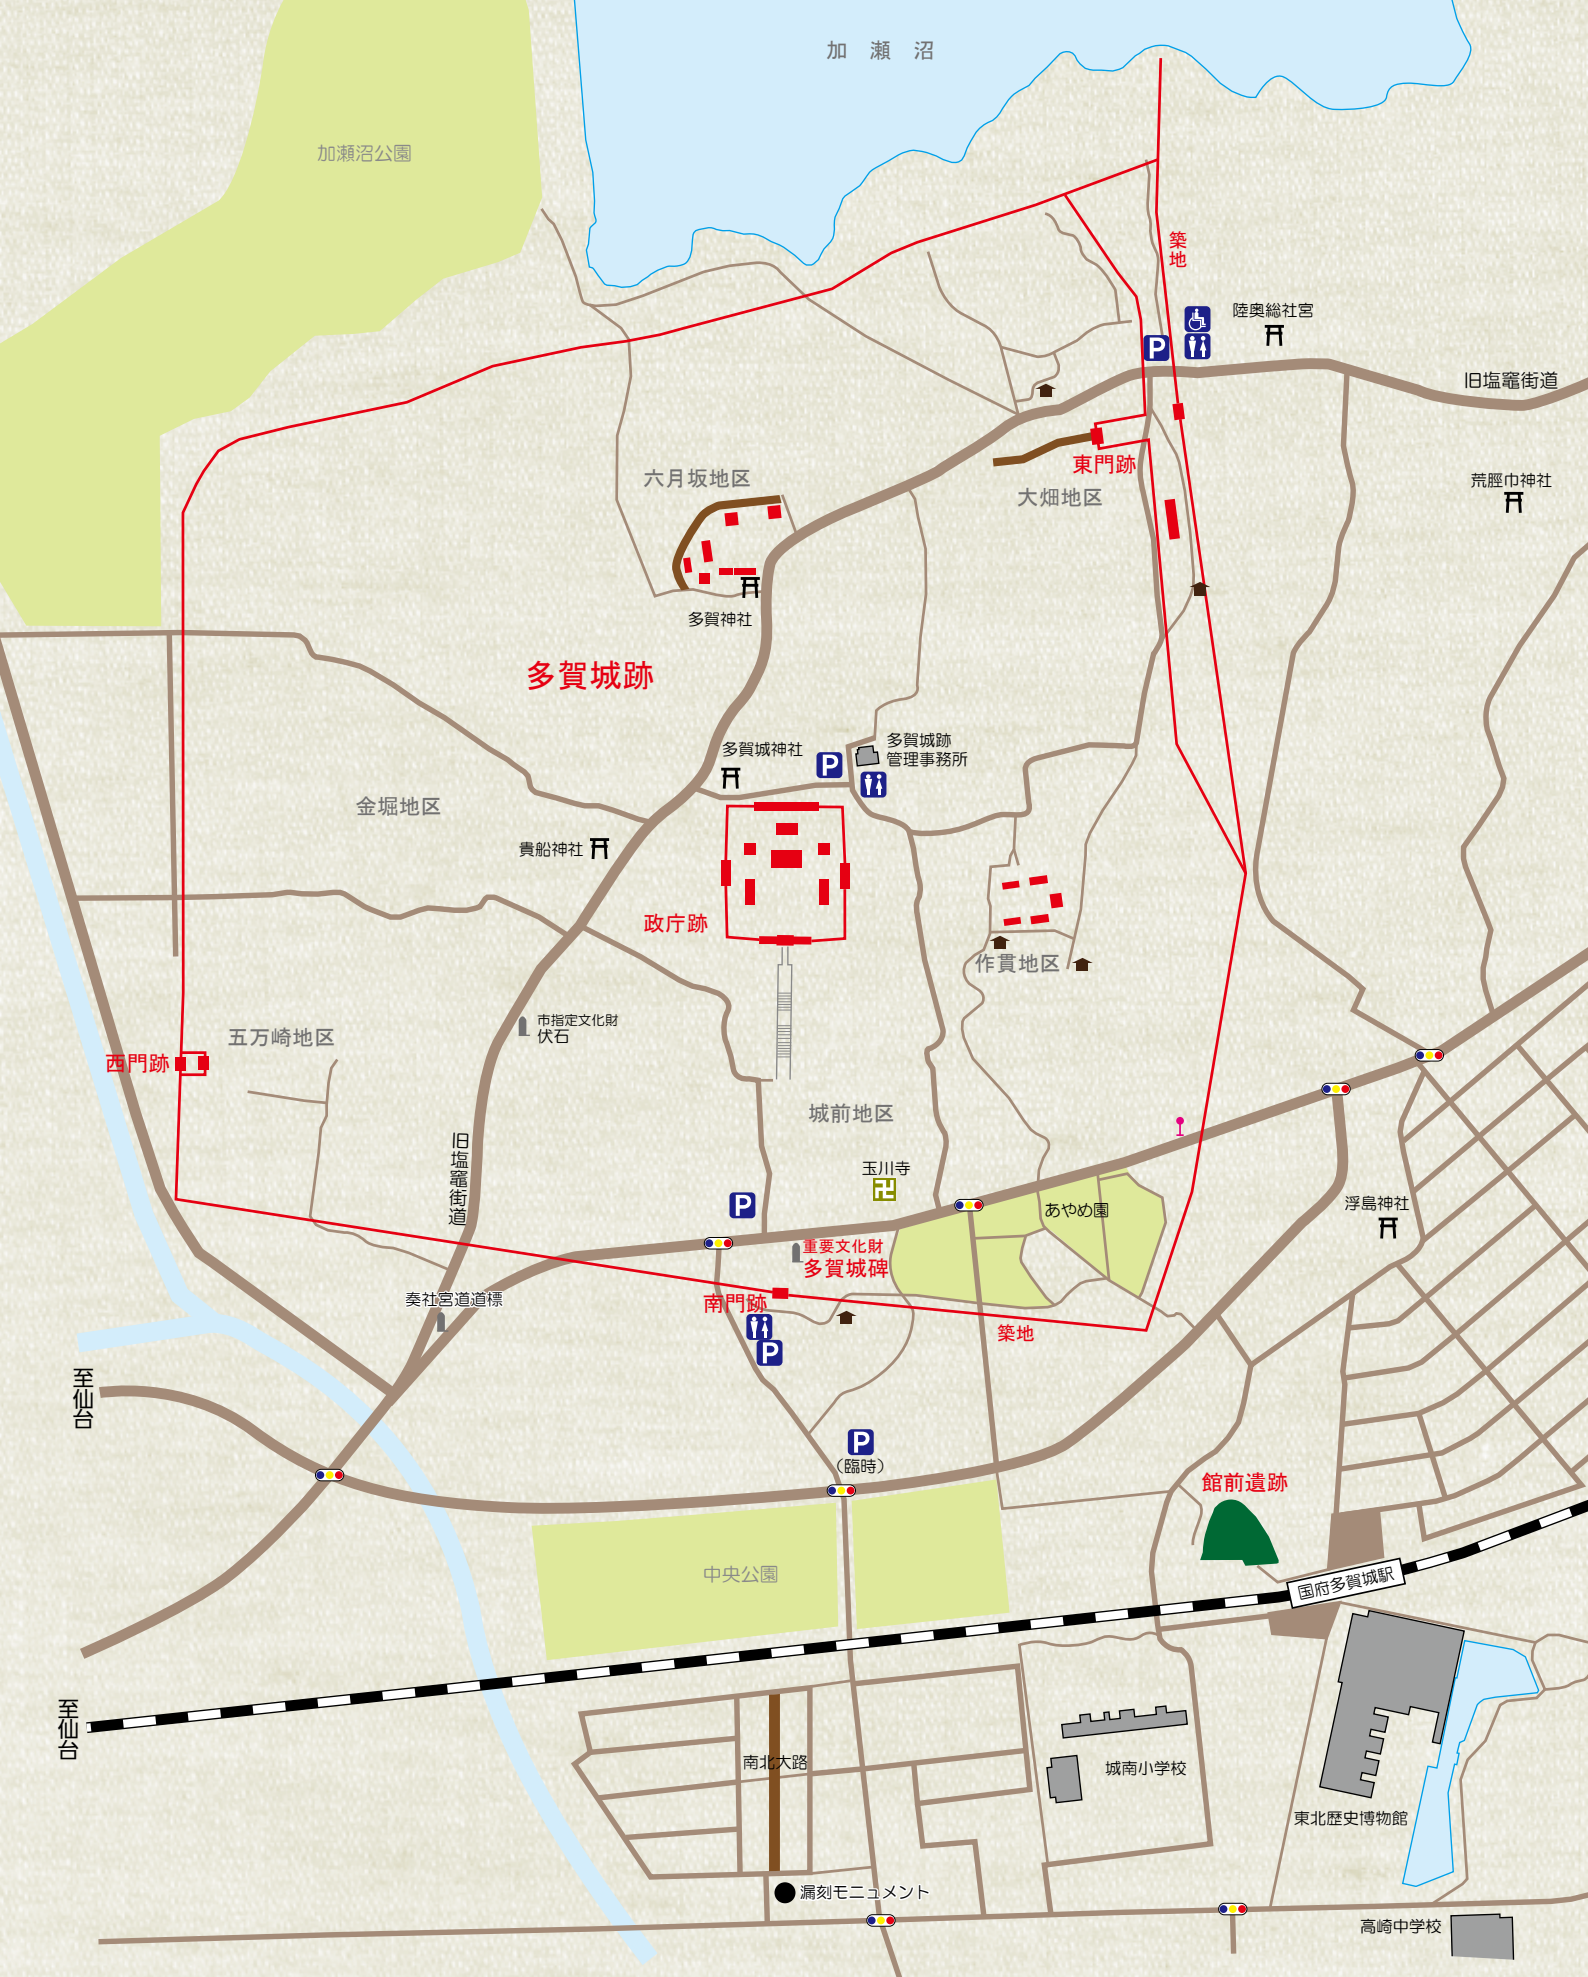 加瀬沼
加瀬沼公園
築地
陸奥総社宮
P
旧塩竈街道
東門跡
大畑地区
六月坂地区
荒脛巾神社
多賀神社
多賀城跡
多賀城神社
P
多賀城跡
管理事務所
金堀地区
貴船神社
政庁跡
作貫地区
市指定文化財
伏石
五万崎地区
西門跡
城前地区
旧塩竈街道
玉川寺
P
あやめ園
浮島神社
重要文化財
多賀城碑
南門跡
奏社宮道道標
築地
P
至仙台
P
（臨時）
館前遺跡
中央公園
国府多賀城駅
至仙台
南北大路
城南小学校
東北歴史博物館
漏刻モニュメント
高崎中学校